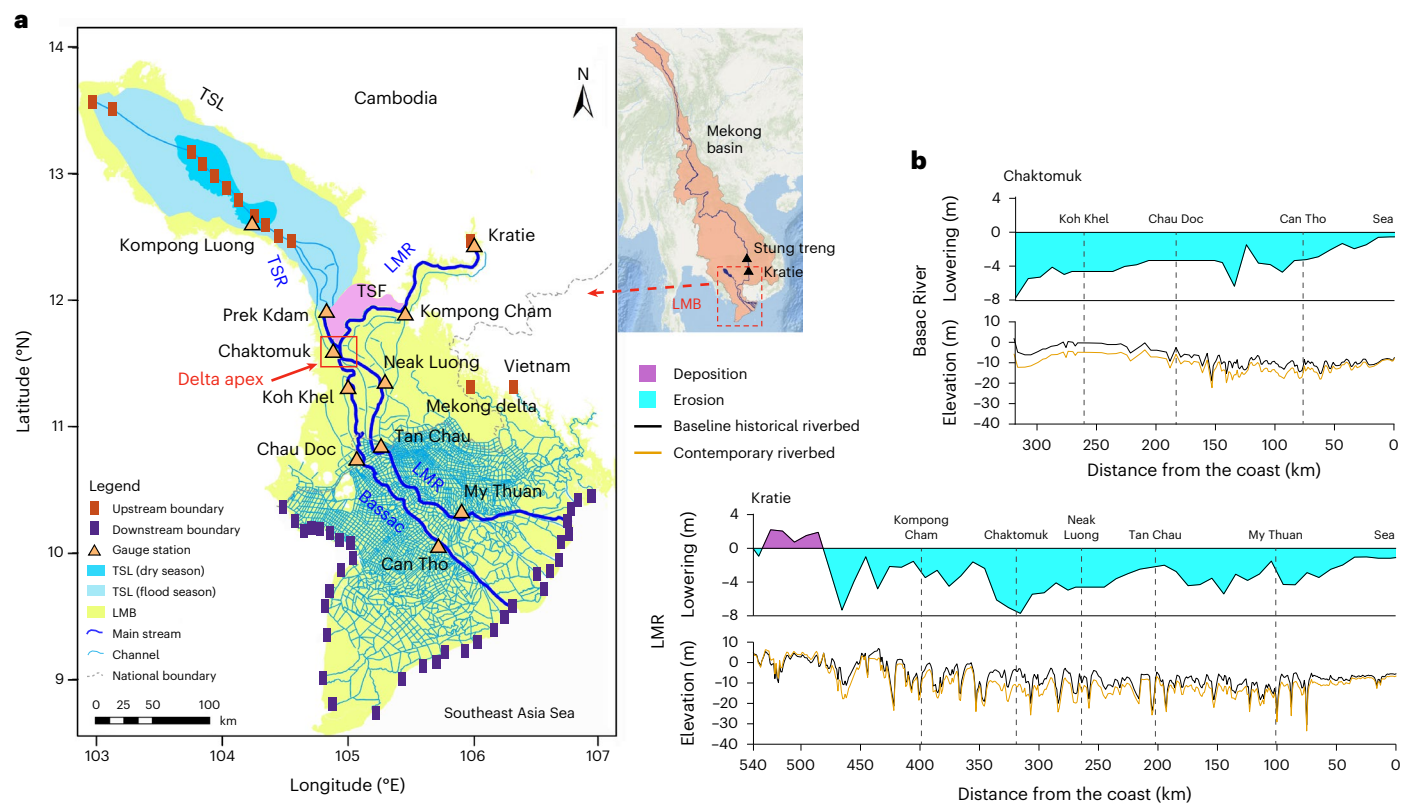 a
14
13
12
11
10
9
Latitude (°N)
103
104
105
106
107
Longitude (°E)
TSL
Cambodia
N
Kompong Luong
TSR
LMR
Kratie
TSF
Prek Kdam
Kompong Cham
Chaktomuk
Neak Luong
Vietnam
Delta apex
Koh Khel
Mekong delta
Chau Doc
Tan Chau
LMR
My Thuan
Bassac
Can Tho
Southeast Asia Sea
Legend
Upstream boundary
Downstream boundary
Gauge station
TSL (dry season)
TSL (flood season)
LMB
Main stream
Channel
National boundary
0 25 50 100
km
Mekong
basin
Stung treng
Kratie
LMB
Deposition
Erosion
Baseline historical riverbed
Contemporary riverbed
b
Chaktomuk
Koh Khel
Chau Doc
Can Tho
Sea
Basac River
Lowering (m)
4
0
–4
–8
Elevation (m)
10
0
–10
–20
–30
–40
300 250 200 150 100 50 0
Distance from the coast (km)
Kratie
Kompong
Cham
Chaktomuk
Neak
Luong
Tan Chau
My Thuan
Sea
LMR
Lowering (m)
4
0
–4
–8
Elevation (m)
10
0
–10
–20
–30
–40
540 500 450 400 350 300 250 200 150 100 50 0
Distance from the coast (km)